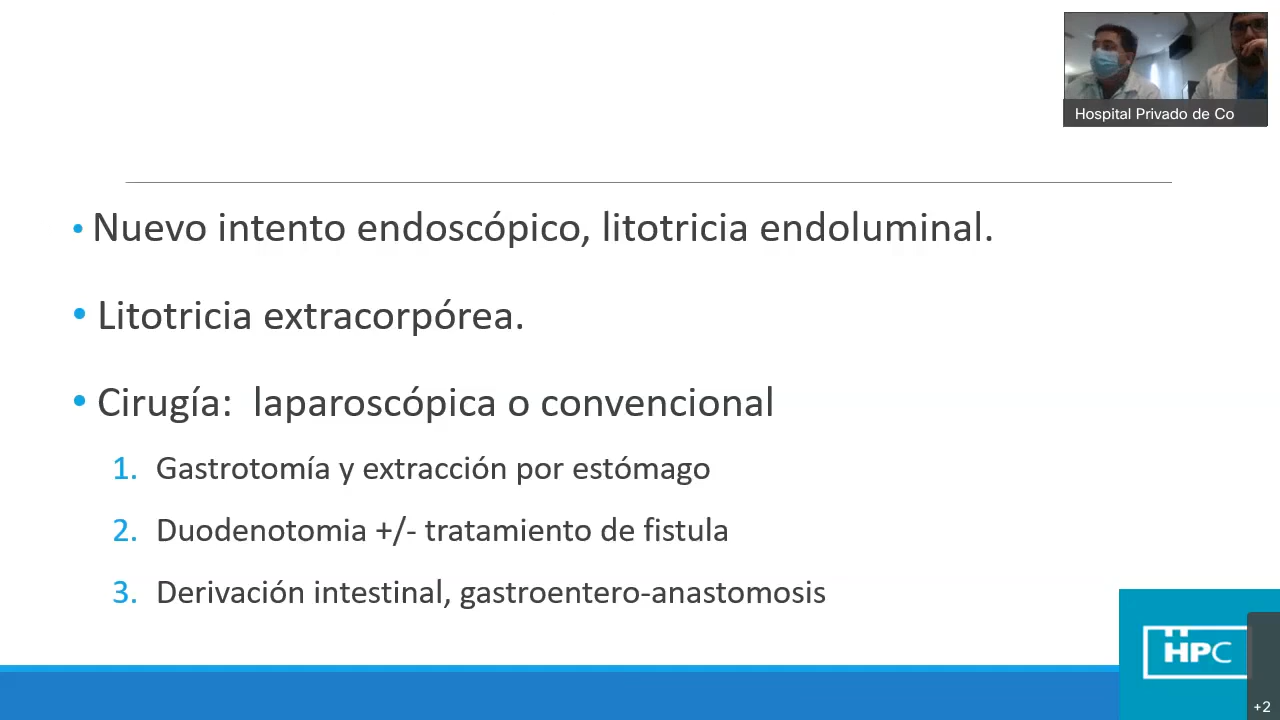 Hospital Privado de Co
• Nuevo intento endoscópico, litotricia endoluminal.
• Litotricia extracorpórea.
• Cirugía: laparoscópica o convencional
1. Gastrotomía y extracción por estómago
2. Duodenotomia +/- tratamiento de fistula
3. Derivación intestinal, gastroentero-anastomosis
HPC
+2